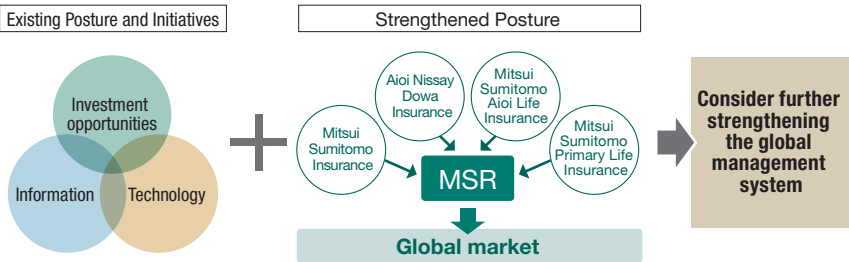 Existing Posture and Initiatives
Investment
opportunities
Information
Technology
Strengthened Posture
Mitsui
Sumitomo
Insurance
Aioi Nissay
Dowa
Insurance
Mitsui
Sumitomo
Aioi Life
Insurance
Mitsui
Sumitomo
Primary Life
Insurance
MSR
Global market
Consider further
strengthening
the global
management
system